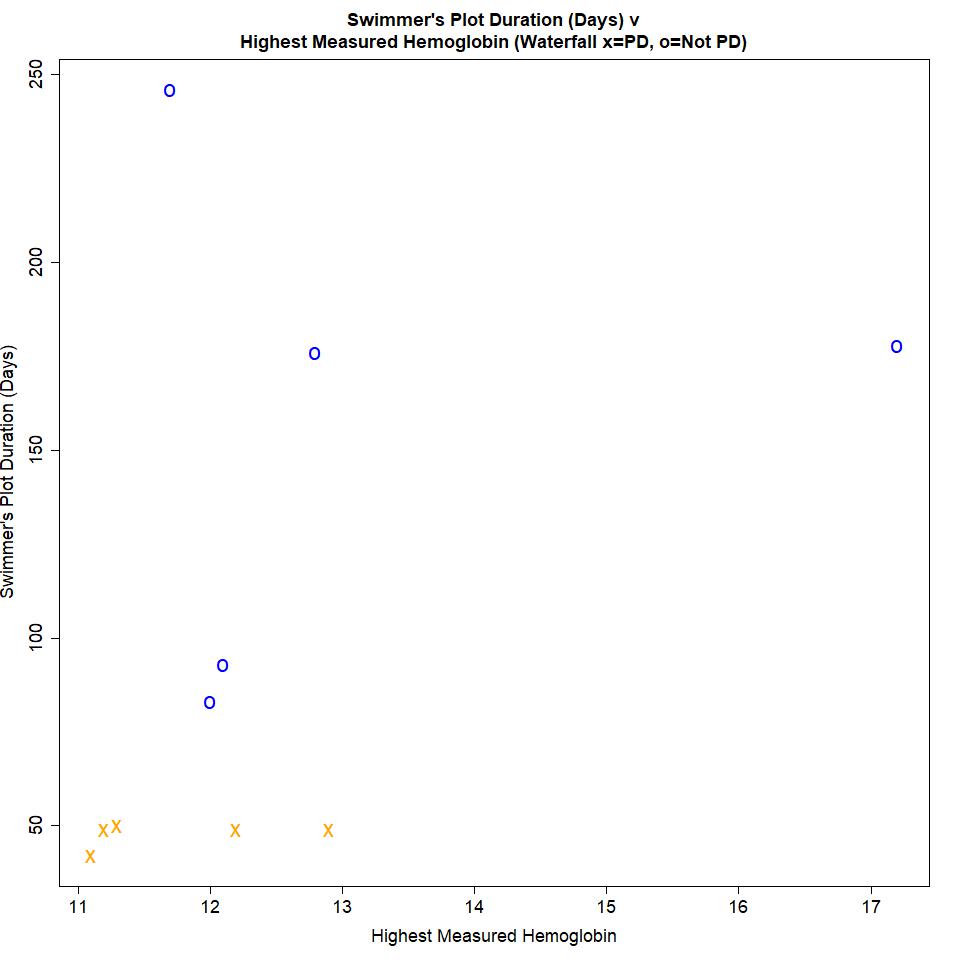 Swimmer's Plot Duration (Days) v
Highest Measured Hemoglobin (Waterfall x=PD, o=Not PD)
Swimmer's Plot Duration (Days)
250
200
150
100
50
O
O
O
O
O
X
X
X
X
X
11 12 13 14 15 16 17
Highest Measured Hemoglobin